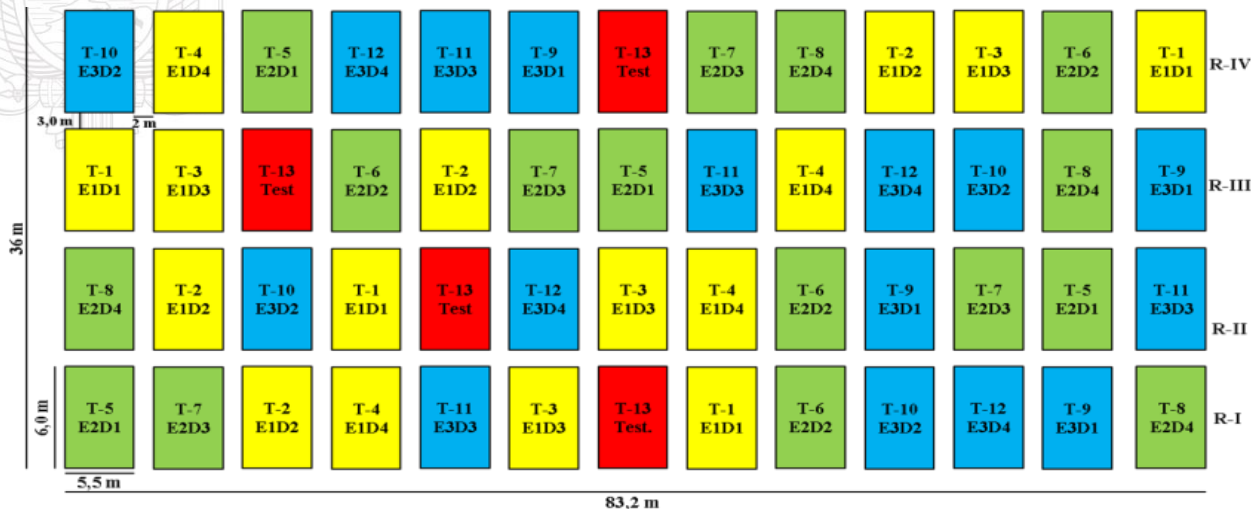 T-10 T-4 T-5 T-12 T-11 T-9 T-13 T-7 T-8 T-2 T-3 T-6 T-1
E3D2 E1D4 E2D1 E3D4 E3D3 E3D1 Test E2D3 E2D4 E1D2 E1D3 E2D2 E1D1
R-IV
3,0 m 2 m
T-1 T-3 T-13 T-6 T-2 T-7 T-5 T-11 T-4 T-12 T-10 T-8 T-9
E1D1 E1D3 Test E2D2 E1D2 E2D3 E2D1 E3D3 E1D4 E3D4 E3D2 E2D4 E3D1
R-III
36 m
T-8 T-2 T-10 T-1 T-13 T-12 T-3 T-4 T-6 T-9 T-7 T-5 T-11
E2D4 E1D2 E3D2 E1D1 Test E3D4 E1D3 E1D4 E2D2 E3D1 E2D3 E2D1 E3D3
R-II
6,0 m
T-5 T-7 T-2 T-4 T-11 T-3 T-13 T-1 T-6 T-10 T-12 T-9 T-8
E2D1 E2D3 E1D2 E1D4 E3D3 E1D3 Test. E1D1 E2D2 E3D2 E3D4 E3D1 E2D4
R-I
5,5 m
83,2 m